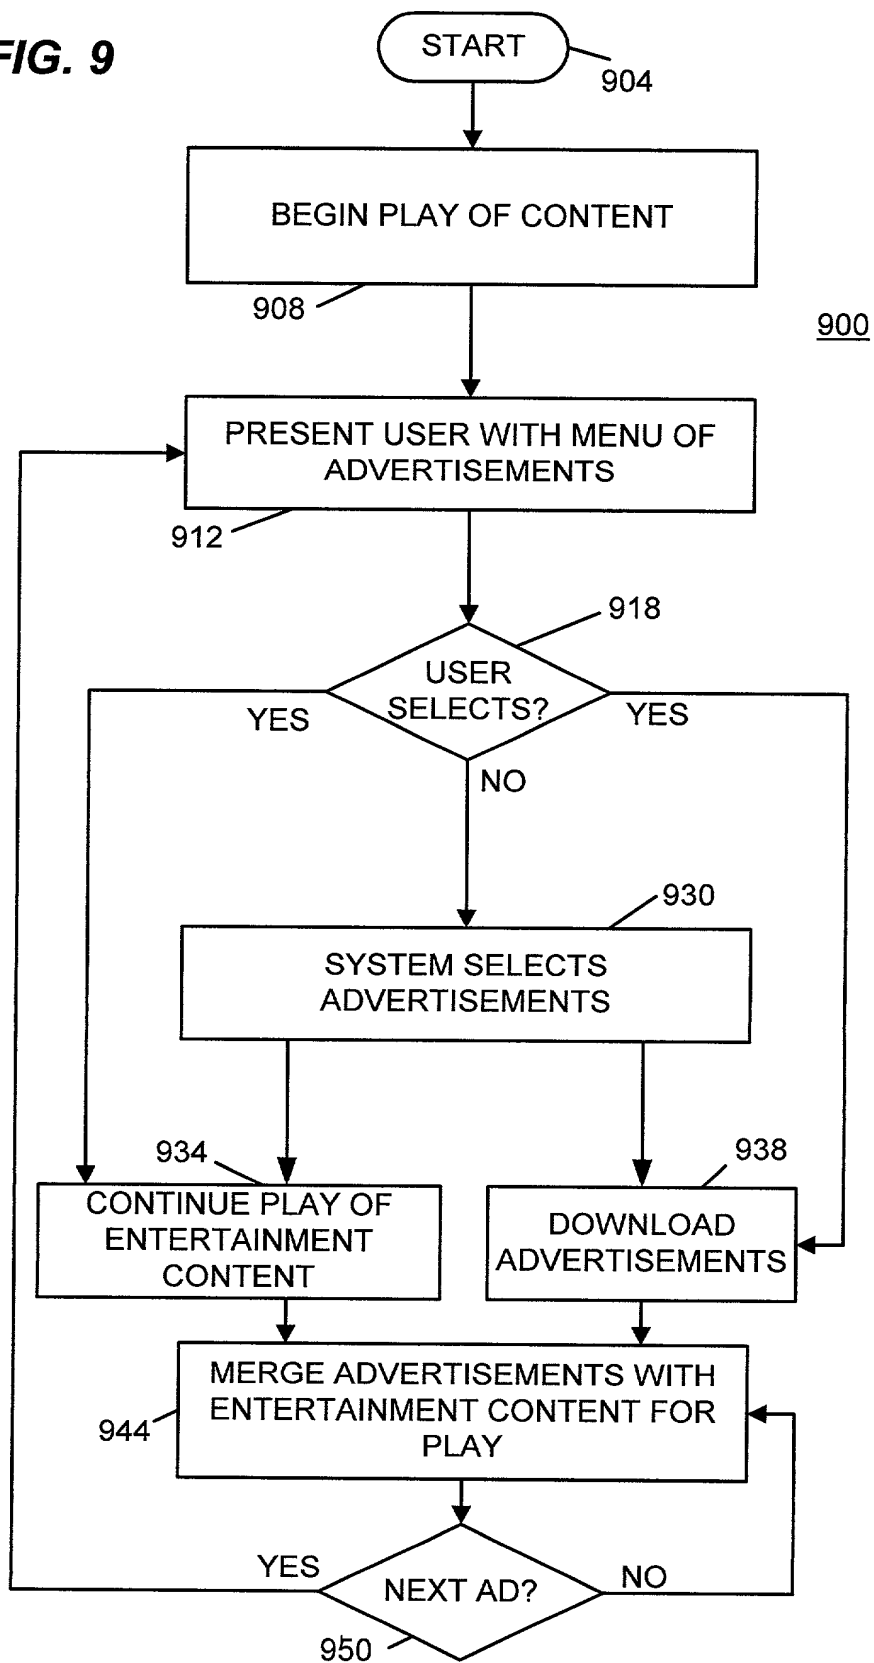 FIG. 9
START
904
BEGIN PLAY OF CONTENT
908
900
PRESENT USER WITH MENU OF
ADVERTISEMENTS
912
918
USER
SELECTS?
YES
YES
NO
930
SYSTEM SELECTS
ADVERTISEMENTS
934
938
CONTINUE PLAY OF
ENTERTAINMENT
CONTENT
DOWNLOAD
ADVERTISEMENTS
MERGE ADVERTISEMENTS WITH
ENTERTAINMENT CONTENT FOR
PLAY
944
YES
NEXT AD?
NO
950